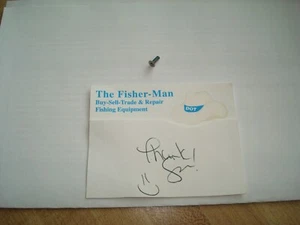 The Fisher-Man
Buy-Sell-Trade & Repair
Fishing Equipment
Thank